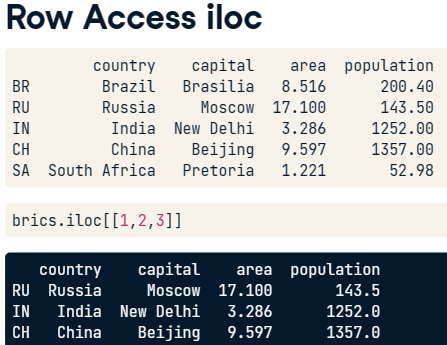 Row Access iloc
country capital area population
BR Brazil Brasilia 8.516 200.40
RU Russia Moscow 17.100 143.50
IN India New Delhi 3.286 1252.00
CH China Beijing 9.597 1357.00
SA South Africa Pretoria 1.221 52.98
brics.iloc[[1,2,3]]
country capital area population
RU Russia Moscow 17.100 143.5
IN India New Delhi 3.286 1252.0
CH China Beijing 9.597 1357.0